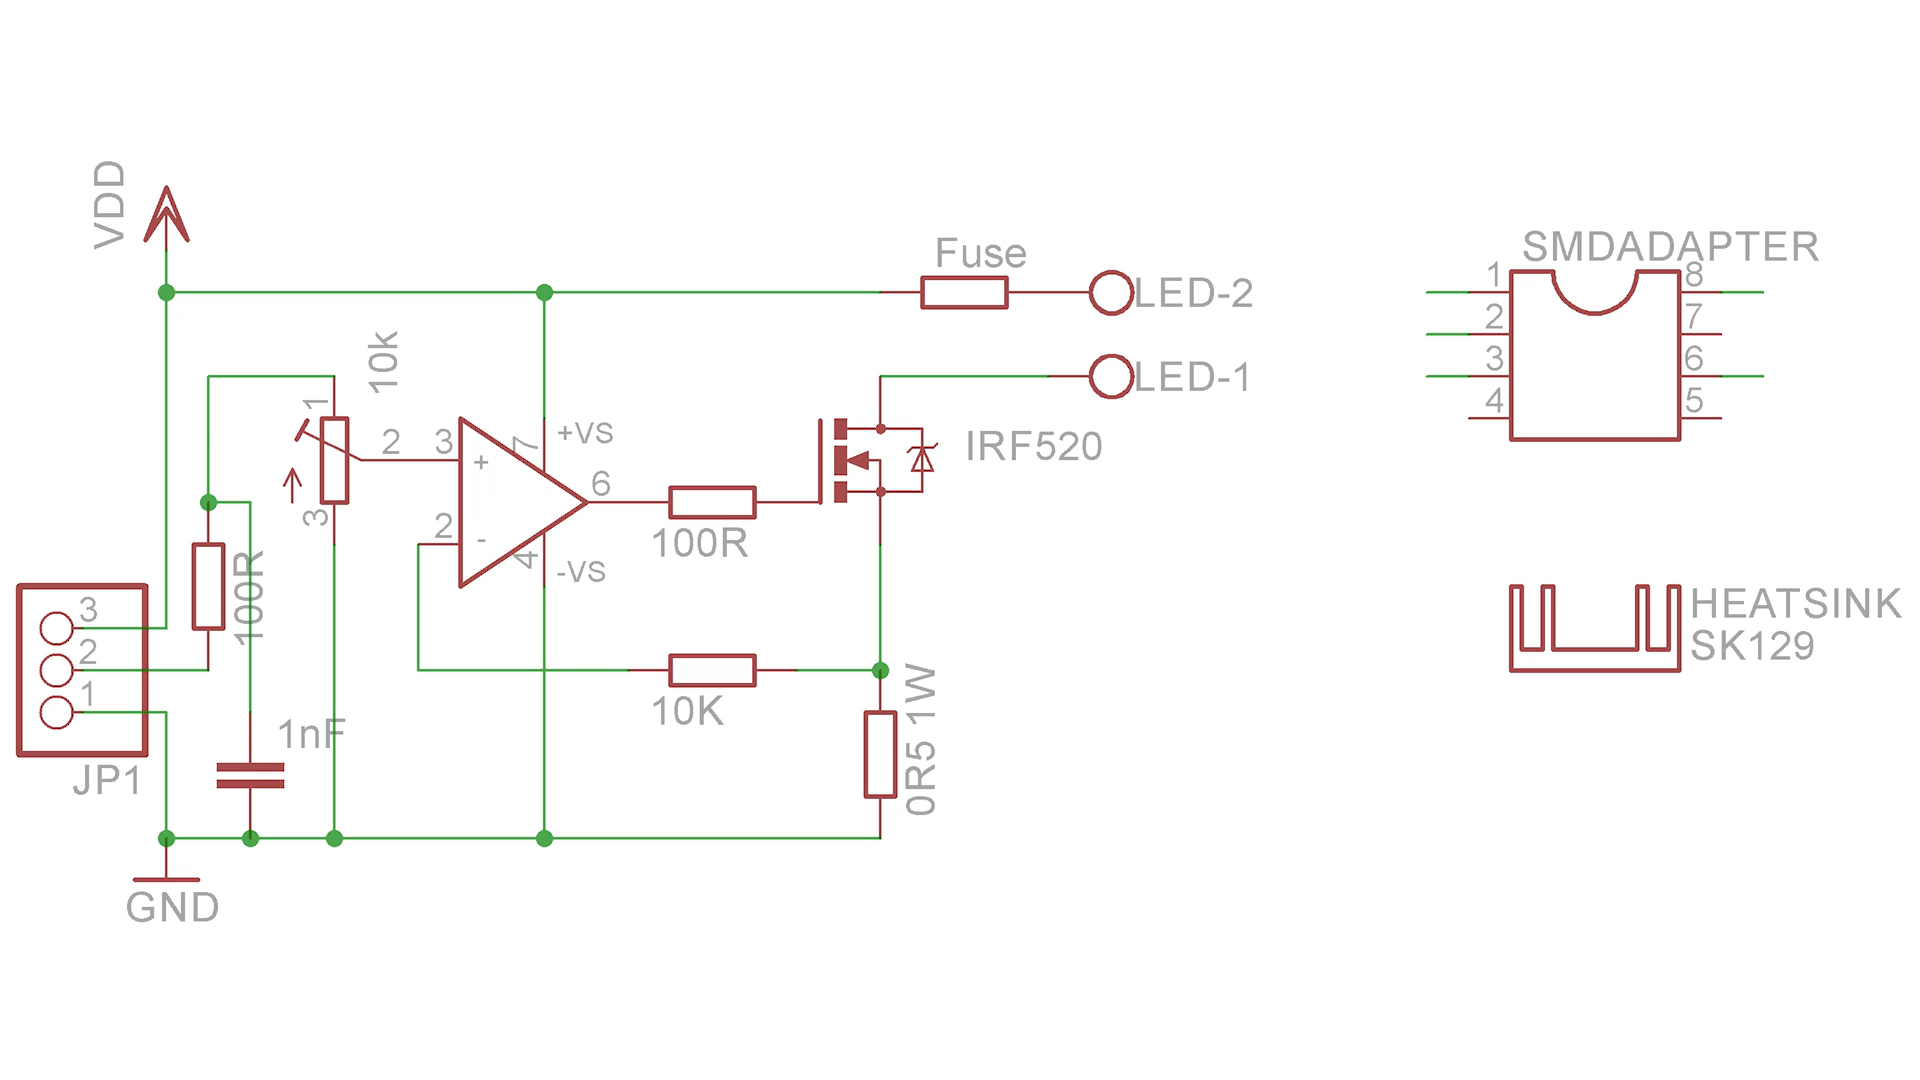 VDD
Fuse
LED-2
LED-1
10k
1
2
3
3
2
+
-
7
+VS
6
4
-VS
100R
IRF520
100R
3
2
1
JP1
1nF
10K
0R5 1W
GND
SMDADAPTER
1
2
3
4
8
7
6
5
HEATSINK
SK129